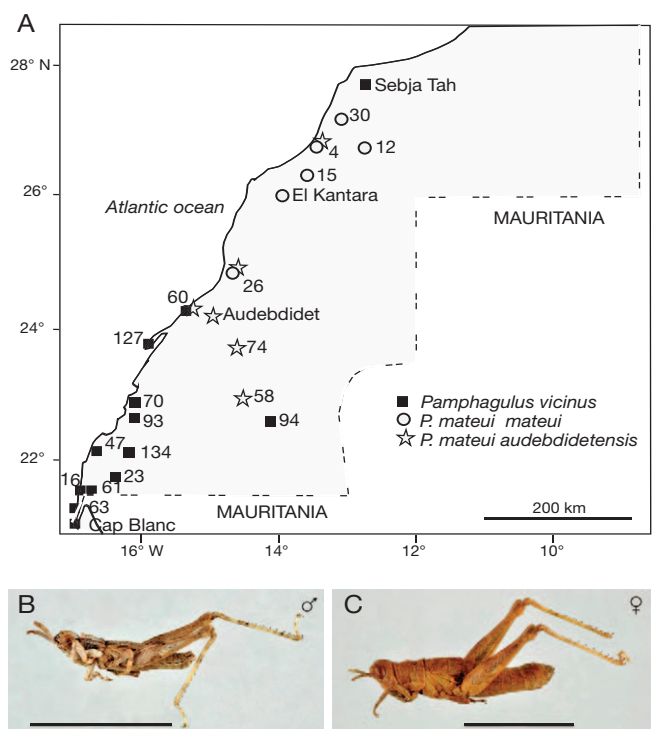 A
28° N
Sebja Tah
30
4
12
15
26°
El Kantara
Atlantic ocean
MAURITANIA
26
60
Audebdidet
24°
127
74
70
58
Pamphagulus vicinus
93
94
P. mateui mateui
47
134
P. mateui audebdidetensis
22°
23
16
61
200 km
63
MAURITANIA
Cap Blanc
16° W
14°
12°
10°
B
♂
C
♀